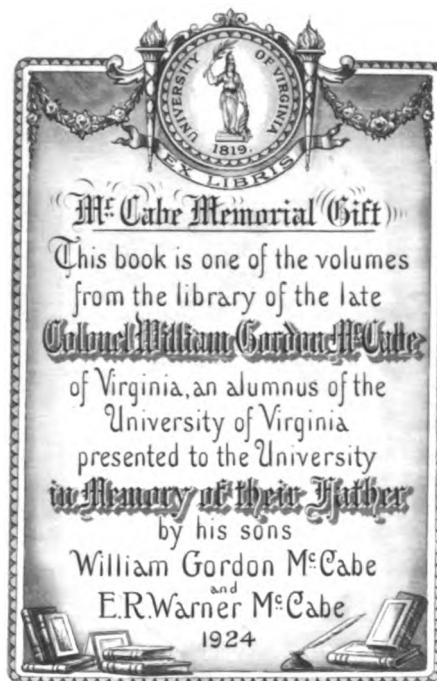 UNIVERSITY OF VIRGINIA
1819.
EX LIBRIS
McCabe Memorial Gift
This book is one of the volumes
from the library of the late
Colonel William Gordon McCabe
of Virginia, an alumnus of the
University of Virginia
presented to the University
in Memory of their Father
by his sons
William Gordon McCabe
and
E.R. Warner McCabe
1924